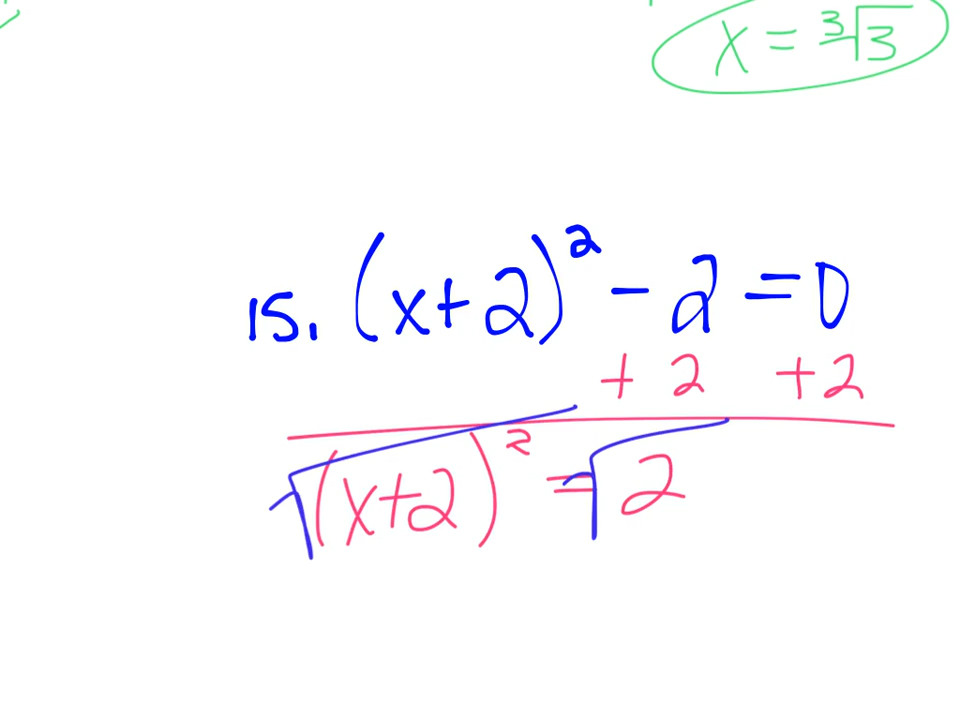 x = ∛3
15. (x+2)² - 2 = 0
+ 2 +2
√(x+2)² = √2